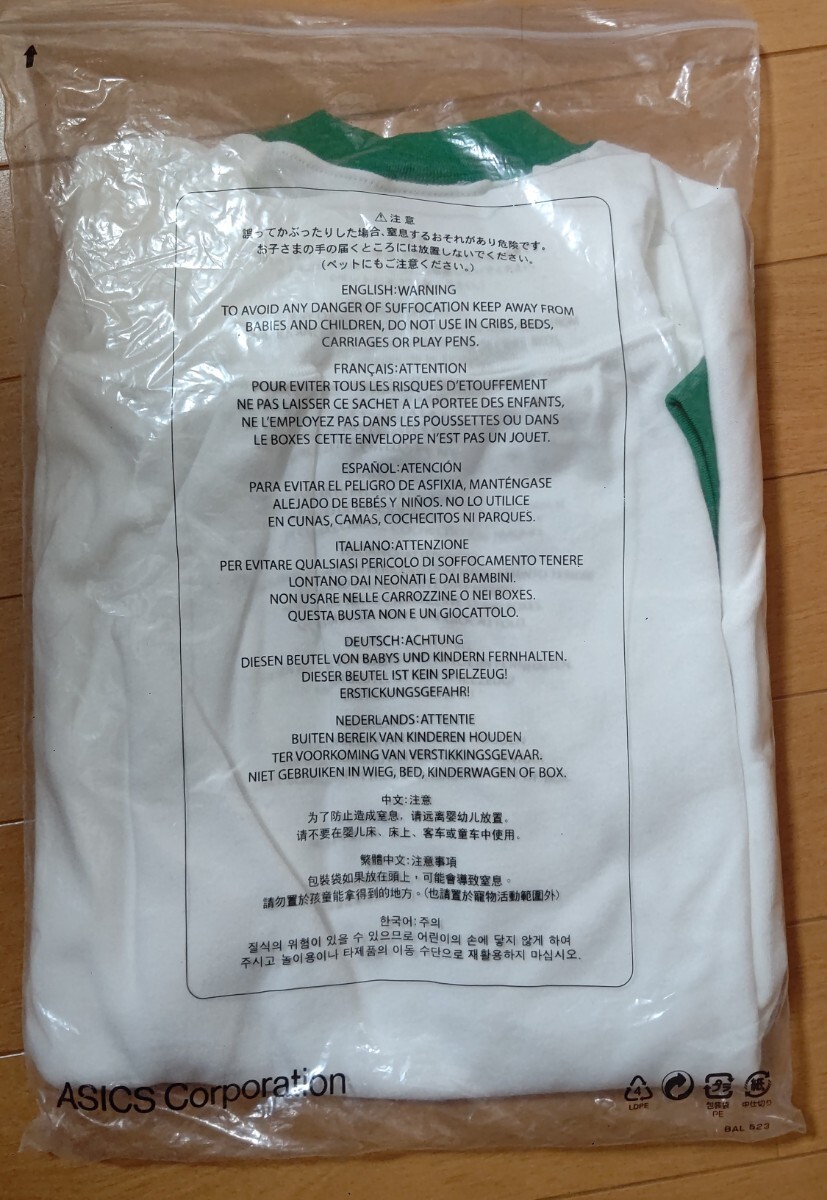 ⚠注意
誤ってかぶったりした場合、窒息するおそれがあり危険です。
お子さまの手の届くところには放置しないでください。
(ペットにもご注意ください。)
ENGLISH:WARNING
TO AVOID ANY DANGER OF SUFFOCATION KEEP AWAY FROM
BABIES AND CHILDREN, DO NOT USE IN CRIBS, BEDS,
CARRIAGES OR PLAY PENS.
FRANÇAIS:ATTENTION
POUR EVITER TOUS LES RISQUES D'ETOUFFEMENT
NE PAS LAISSER CE SACHET A LA PORTEE DES ENFANTS,
NE L'EMPLOYEZ PAS DANS LES POUSSETTES OU DANS
LE BOXES CETTE ENVELOPPE N'EST PAS UN JOUET.
ESPAÑOL:ATENCIÓN
PARA EVITAR EL PELIGRO DE ASFIXIA, MANTÉNGASE
ALEJADO DE BEBÉS Y NIÑOS. NO LO UTILICE
EN CUNAS, CAMAS, COCHECITOS NI PARQUES.
ITALIANO:ATTENZIONE
PER EVITARE QUALSIASI PERICOLO DI SOFFOCAMENTO TENERE
LONTANO DAI NEONATI E DAI BAMBINI.
NON USARE NELLE CARROZZINE O NEI BOXES.
QUESTA BUSTA NON E UN GIOCATTOLO.
DEUTSCH:ACHTUNG
DIESEN BEUTEL VON BABYS UND KINDERN FERNHALTEN.
DIESER BEUTEL IST KEIN SPIELZEUG!
ERSTICKUNGSGEFAHR!
NEDERLANDS:ATTENTIE
BUITEN BEREIK VAN KINDEREN HOUDEN
TER VOORKOMING VAN VERSTIKKINGSGEVAAR.
NIET GEBRUIKEN IN WIEG, BED, KINDERWAGEN OF BOX.
中文:注意
为了防止造成窒息，请远离婴幼儿放置。
请不要在婴儿床、床上、客车或童车中使用。
繁體中文:注意事項
包裝袋如果放在頭上，可能會導致窒息。
請勿置於孩童能拿得到的地方。(也請置於寵物活動範圍外)
한국어:주의
질식의 위험이 있을 수 있으므로 어린이의 손에 닿지 않게 하여
주시고 놀이용이나 타제품의 이동 수단으로 재활용하지 마십시오.
ASICS Corporation
4
LDPE
プラ
包装袋
PE
紙
中仕切り
BAL 623